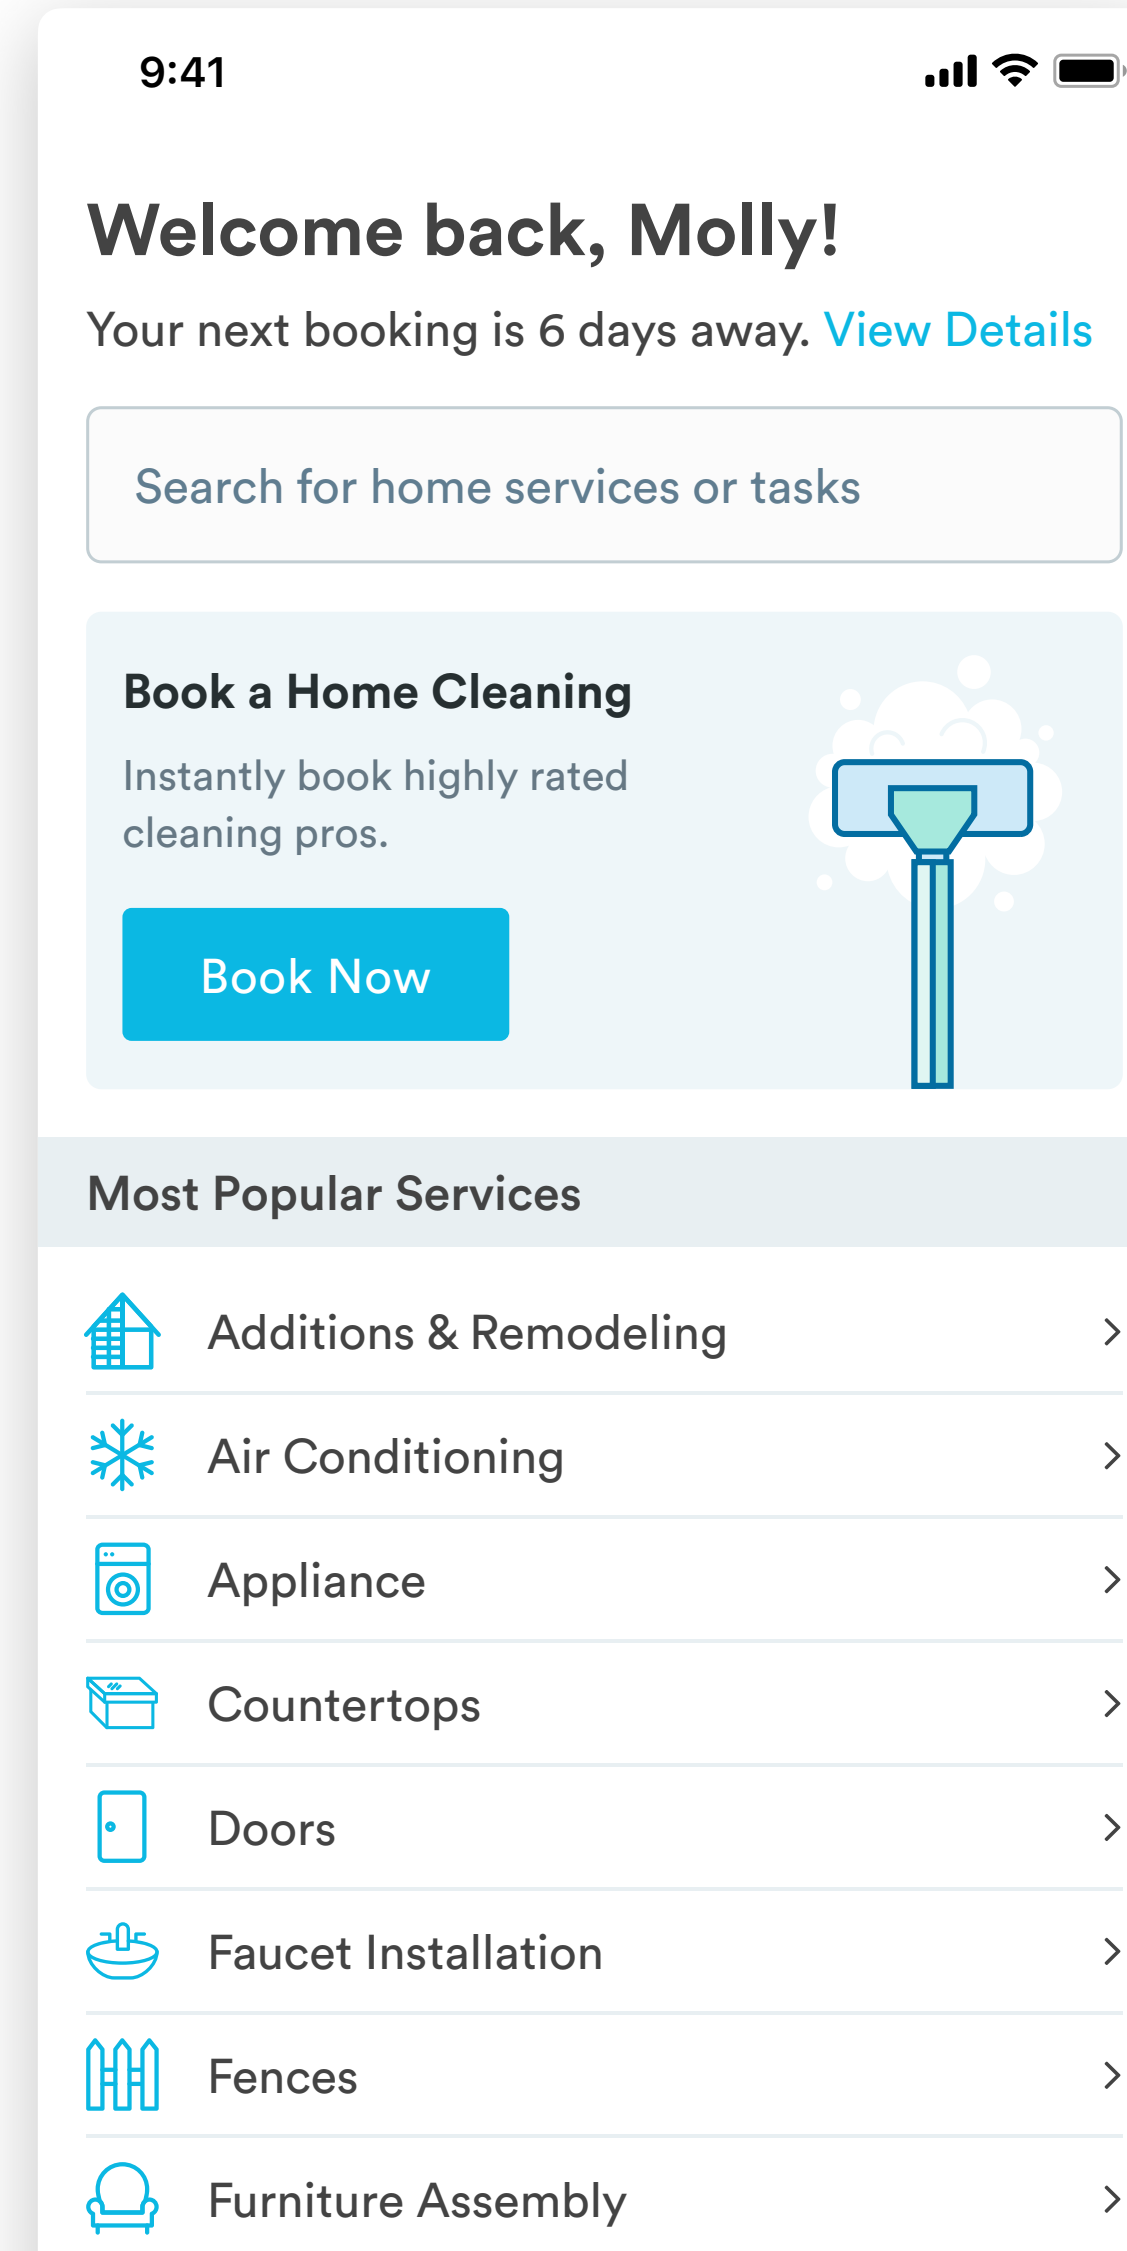 9:41
Welcome back, Molly!
Your next booking is 6 days away. View Details
Search for home services or tasks
Book a Home Cleaning
Instantly book highly rated
cleaning pros.
Book Now
Most Popular Services
Additions & Remodeling
Air Conditioning
Appliance
Countertops
Doors
Faucet Installation
Fences
Furniture Assembly